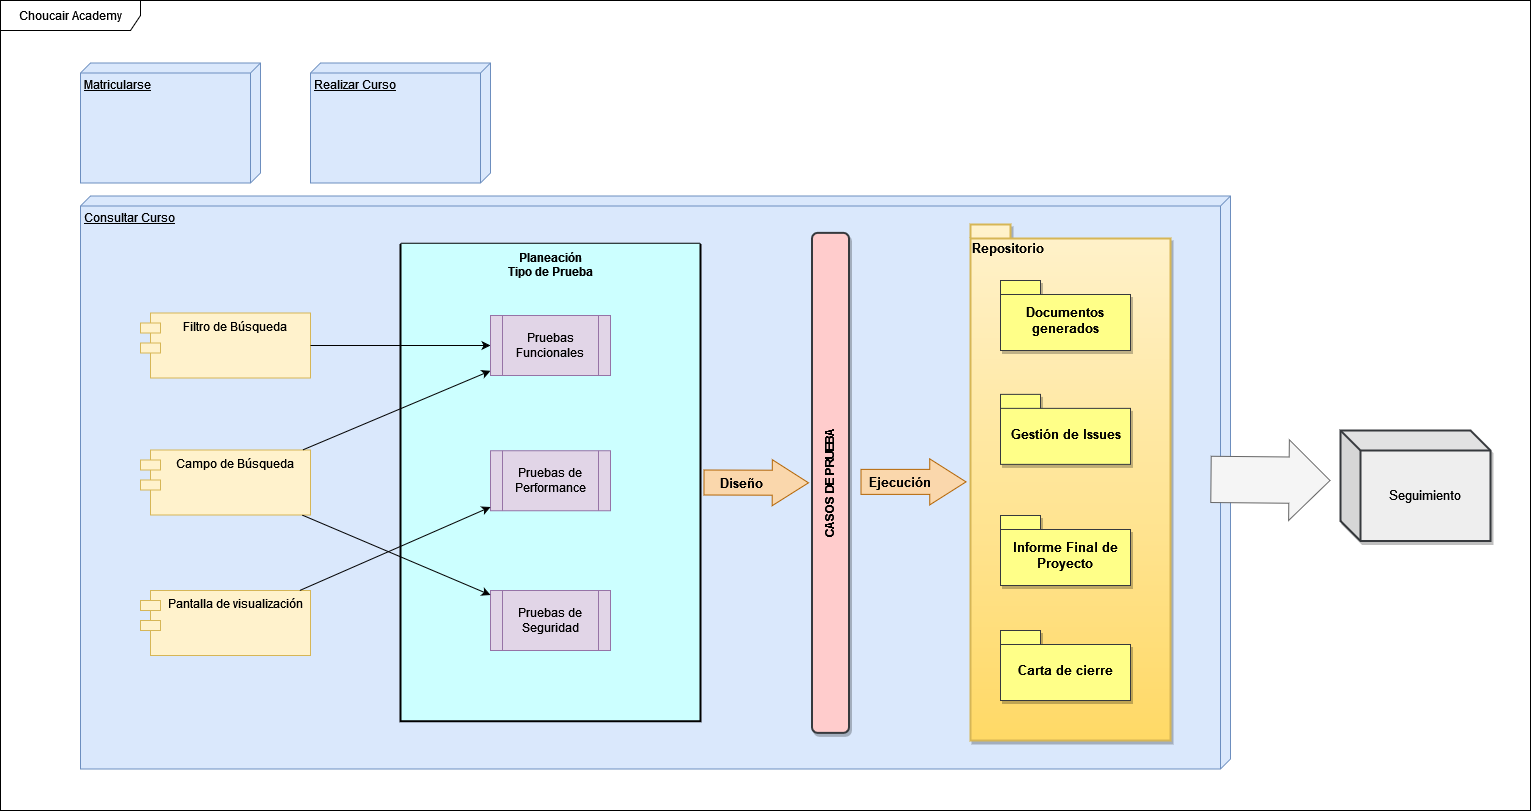 Choucair Academy
Matricularse
Realizar Curso
Consultar Curso
Filtro de Búsqueda
Campo de Búsqueda
Pantalla de visualización
Planeación
Tipo de Prueba
Pruebas
Funcionales
Pruebas de
Performance
Pruebas de
Seguridad
Diseño
CASOS DE PRUEBA
Ejecución
Repositorio
Documentos
generados
Gestión de Issues
Informe Final de
Proyecto
Carta de cierre
Seguimiento